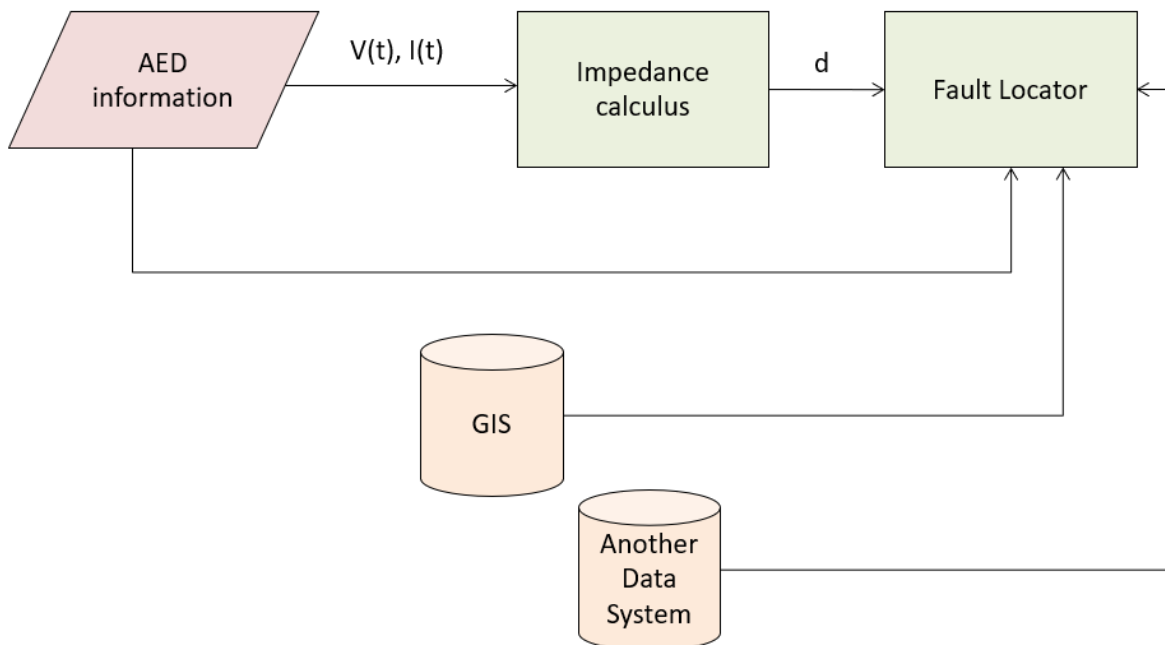 AED
information
V(t), I(t)
Impedance
calculus
d
Fault Locator
GIS
Another
Data
System